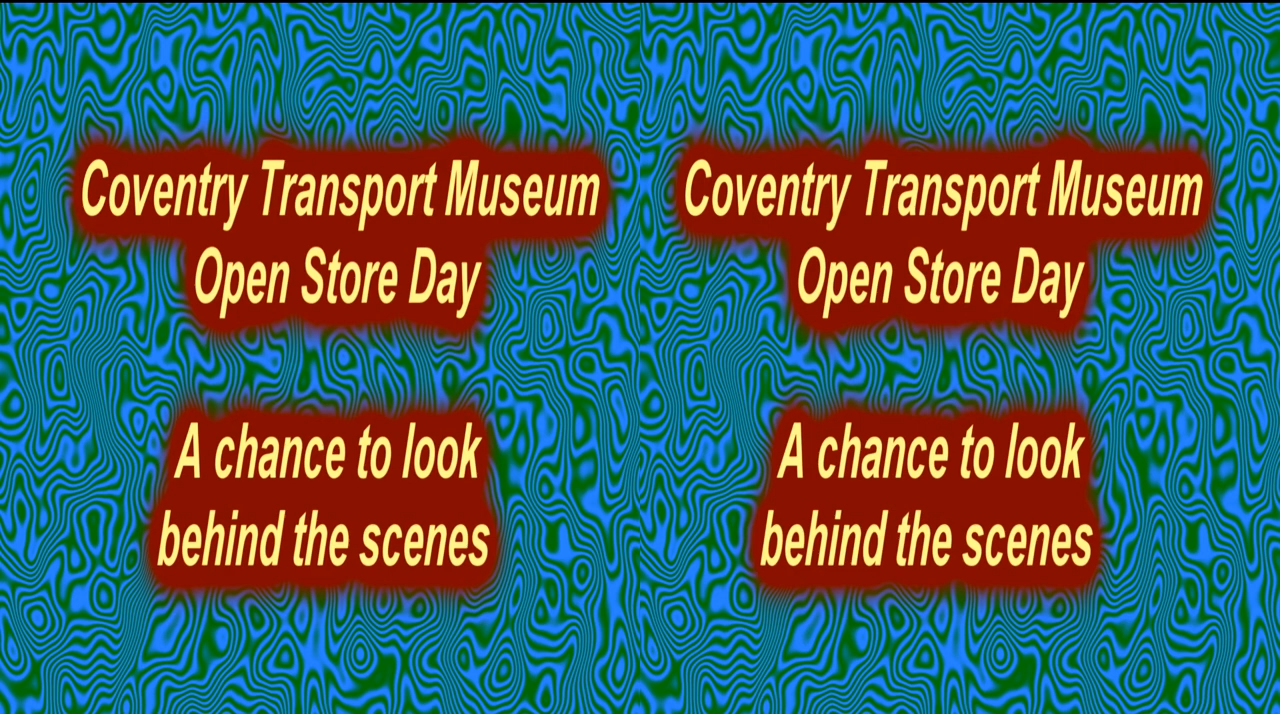 Coventry Transport Museum
Open Store Day
A chance to look
behind the scenes
Coventry Transport Museum
Open Store Day
A chance to look
behind the scenes